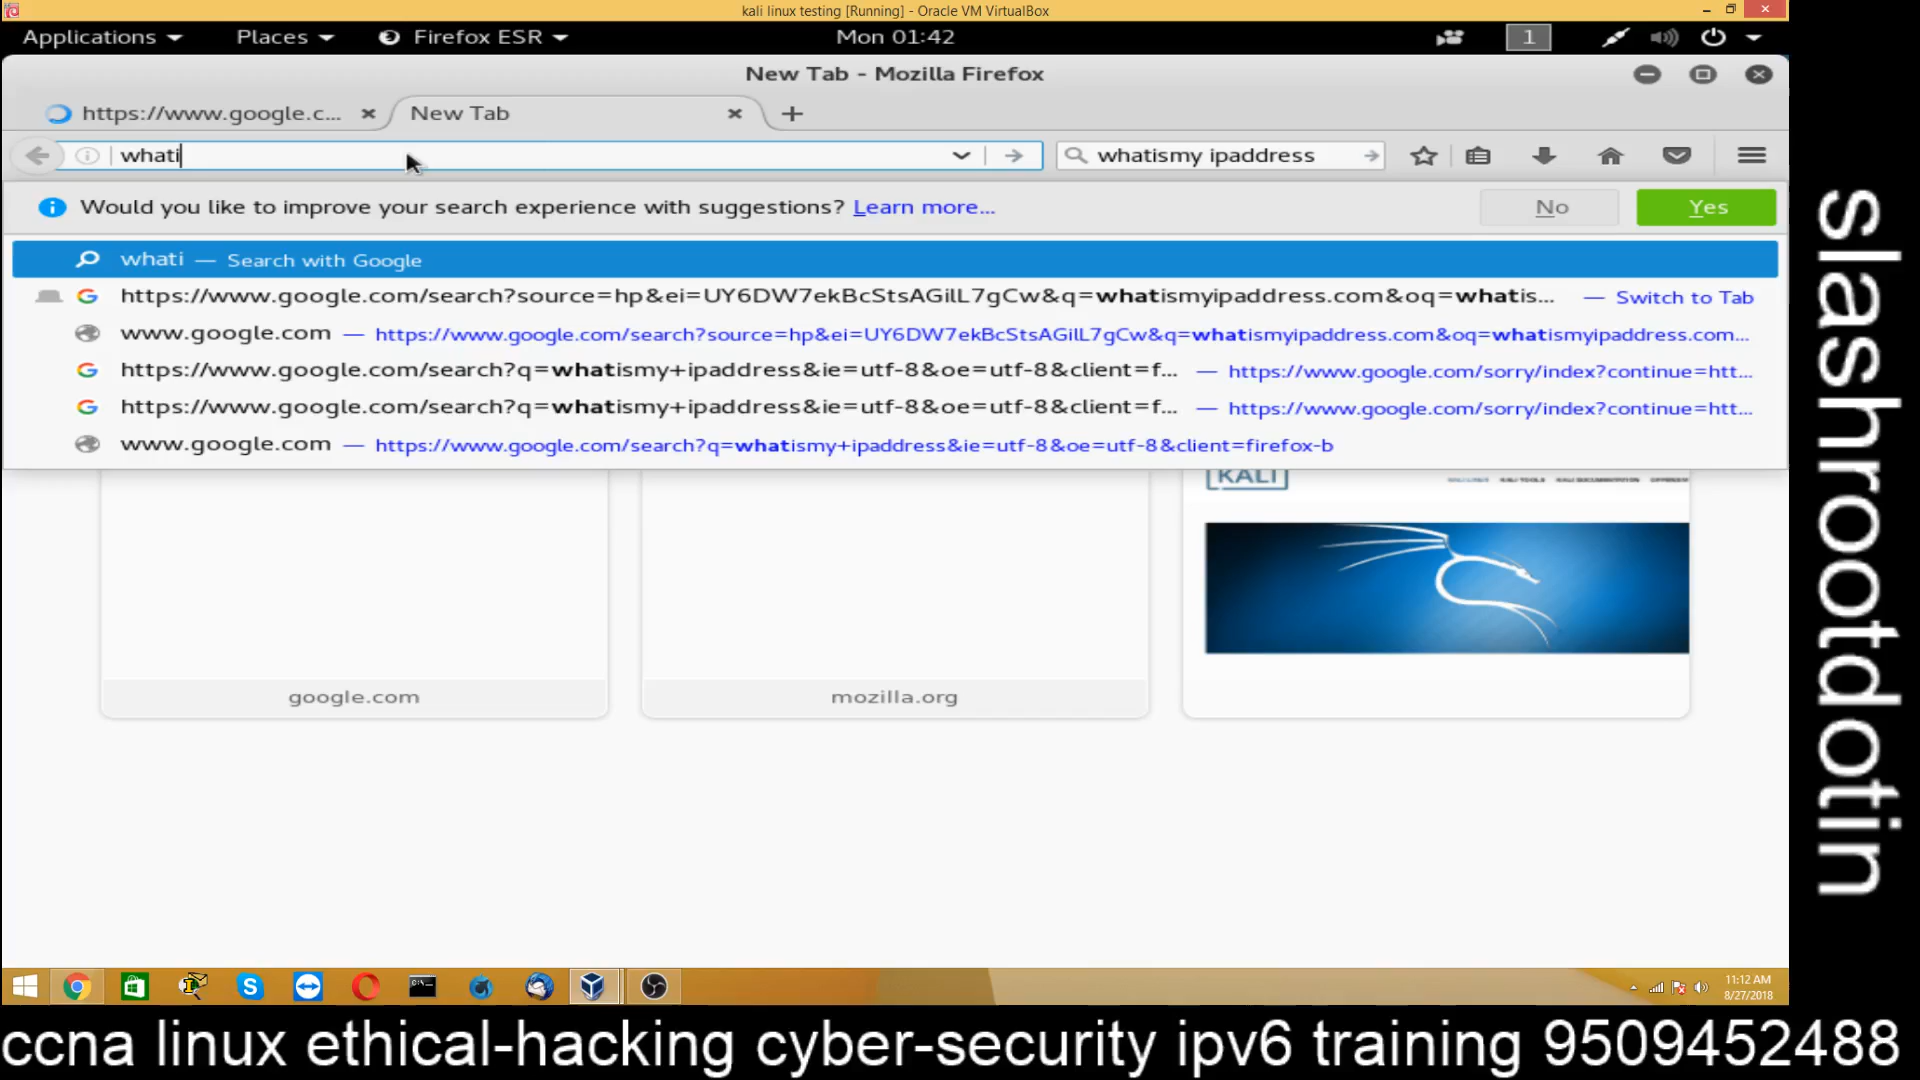 kali linux testing [Running] - Oracle VM VirtualBox
Applications Places Firefox ESR Mon 01:42 1
New Tab - Mozilla Firefox
https://www.google.c... New Tab
whati whatismy ipaddress
Would you like to improve your search experience with suggestions? Learn more... No Yes
whati — Search with Google
https://www.google.com/search?source=hp&ei=UY6DW7ekBcStsAGilL7gCw&q=whatismyipaddress.com&oq=whatis... — Switch to Tab
www.google.com — https://www.google.com/search?source=hp&ei=UY6DW7ekBcStsAGilL7gCw&q=whatismyipaddress.com&oq=whatismyipaddress.com...
https://www.google.com/search?q=whatismy+ipaddress&ie=utf-8&oe=utf-8&client=f... — https://www.google.com/sorry/index?continue=htt...
https://www.google.com/search?q=whatismy+ipaddress&ie=utf-8&oe=utf-8&client=f... — https://www.google.com/sorry/index?continue=htt...
www.google.com — https://www.google.com/search?q=whatismy+ipaddress&ie=utf-8&oe=utf-8&client=firefox-b
KALI
google.com mozilla.org
11:12 AM
8/27/2018
slashrootdotin
ccna linux ethical-hacking cyber-security ipv6 training 9509452488